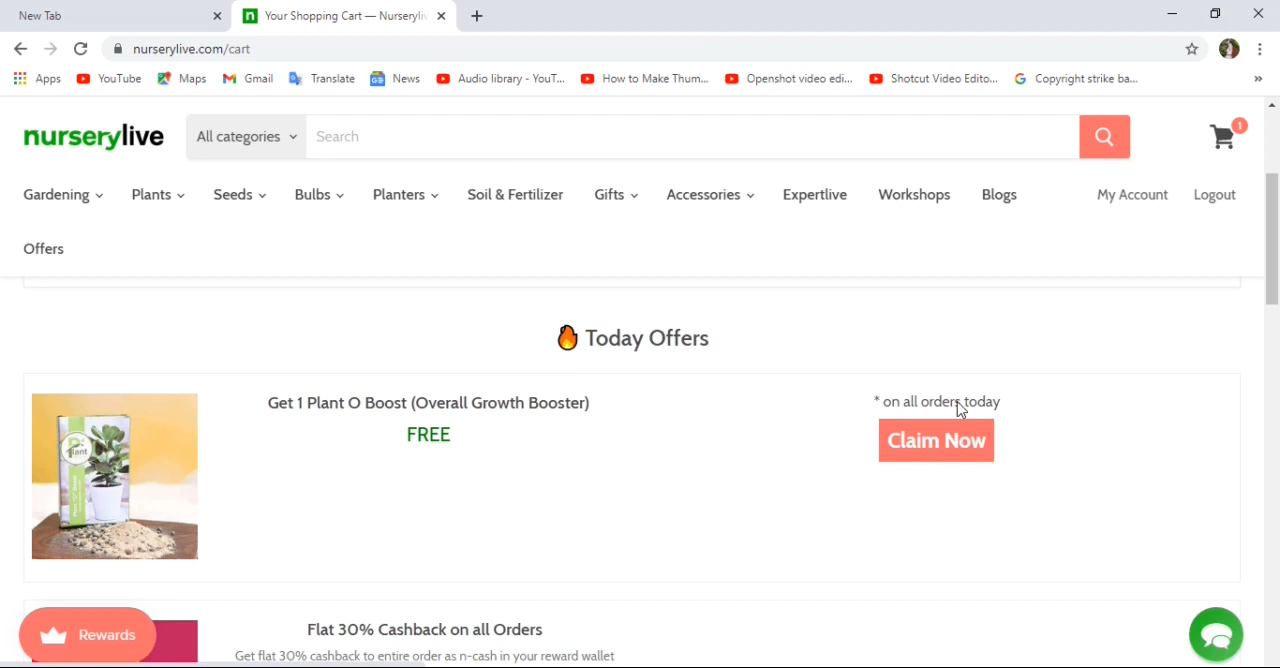 New Tab
Your Shopping Cart — Nurseryliv
nurserylive.com/cart
Apps YouTube Maps Gmail Translate News Audio library - YouT... How to Make Thum... Openshot video edi... Shotcut Video Edito... Copyright strike ba... »
nurserylive All categories Search 1
Gardening Plants Seeds Bulbs Planters Soil & Fertilizer Gifts Accessories Expertlive Workshops Blogs My Account Logout
Offers
Today Offers
Get 1 Plant O Boost (Overall Growth Booster)
FREE
* on all orders today
Claim Now
Plant
Flat 30% Cashback on all Orders
Get flat 30% cashback to entire order as n-cash in your reward wallet
Rewards